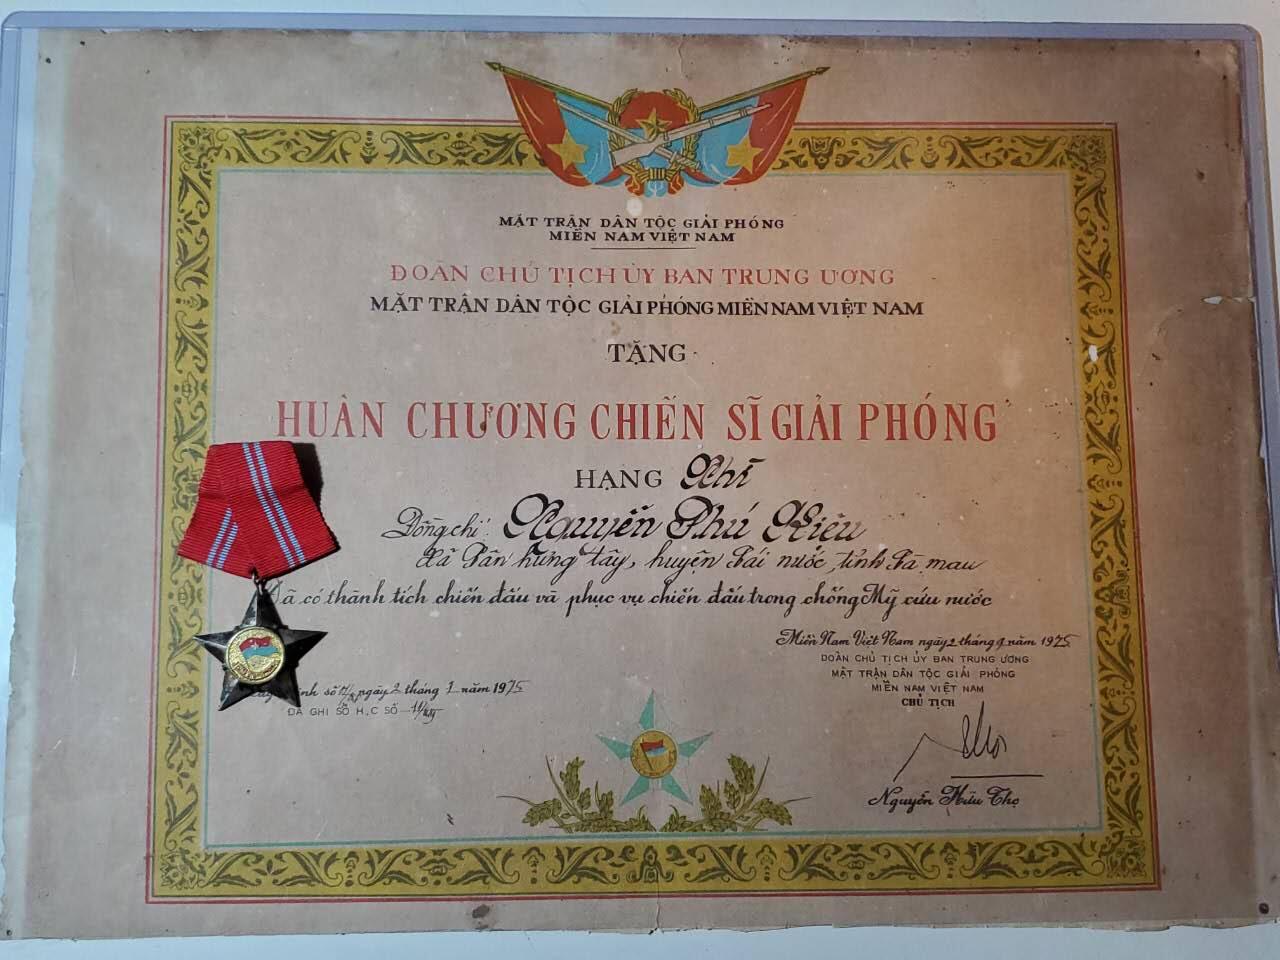 MẶT TRẬN DÂN TỘC GIẢI PHÓNG
MIỀN NAM VIỆT NAM
ĐOÀN CHỦ TỊCH ỦY BAN TRUNG ƯƠNG
MẶT TRẬN DÂN TỘC GIẢI PHÓNG MIỀN NAM VIỆT NAM
TẶNG
HUÂN CHƯƠNG CHIẾN SĨ GIẢI PHÓNG
HẠNG Nhì
Đồng chí Nguyễn Phú
Xã Tân hưng tây, huyện Cái nước, tỉnh Cà mau
Đã có thành tích chiến đấu và phục vụ chiến đấu trong chống Mỹ cứu nước
Miền Nam Việt Nam ngày 2 tháng năm 1975
ĐOÀN CHỦ TỊCH ỦY BAN TRUNG ƯƠNG
MẶT TRẬN DÂN TỘC GIẢI PHÓNG
MIỀN NAM VIỆT NAM
CHỦ TỊCH
số ngày 2 tháng 1 năm 1975
ĐÃ GHI SỔ H.C SỐ
Nguyễn Hữu Thọ